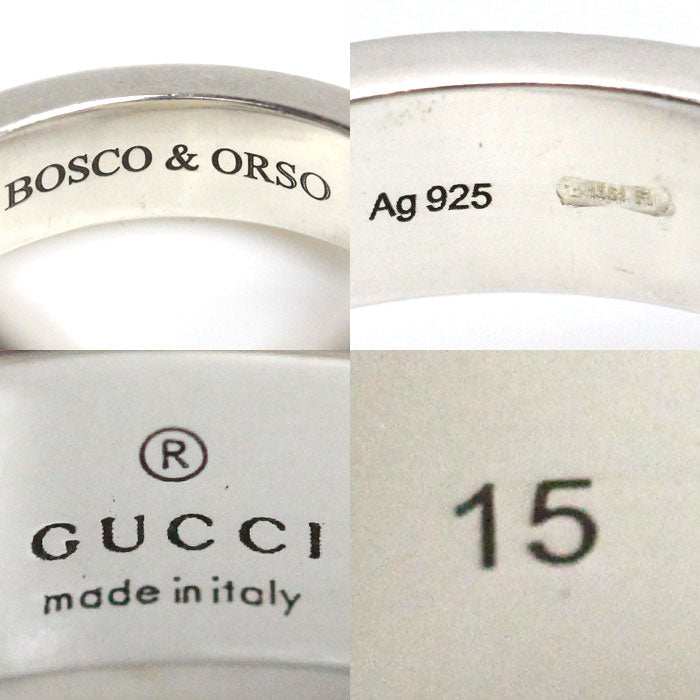 BOSCO & ORSO
Ag 925
®
GUCCI
made in italy
15